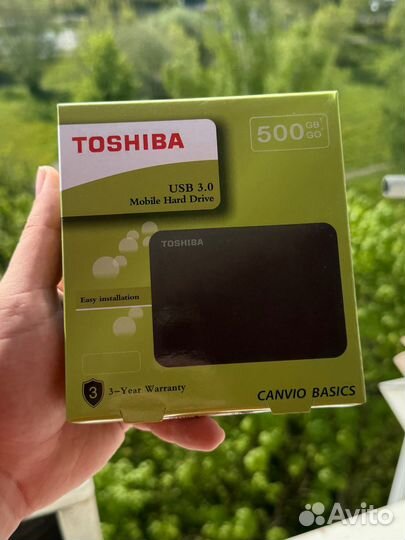 TOSHIBA
500 GB
GO
USB 3.0
Mobile Hard Drive
TOSHIBA
Easy installation
3
3-Year Warranty
CANVIO BASICS
Avito